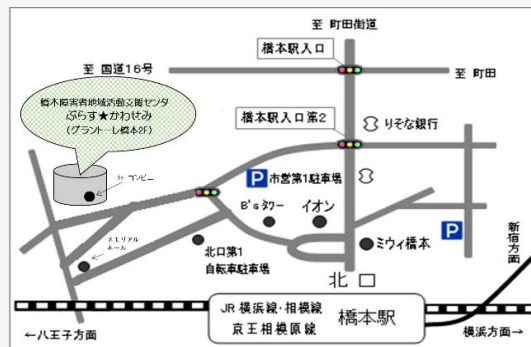 至 町田街道
橋本駅入口
至 国道16号
至 町田
橋本障害者地域活動支援センタ
ぷらす★かわせみ
(グラントーレ橋本2F)
橋本駅入口第2
りそな銀行
P 市営第1駐車場
B'sタワー
イオン
メモリアル
ホール
北口第1
自転車駐車場
P
ミウィ橋本
北 口
新宿方面
JR 横浜線・相模線
京王相模原線
橋本駅
←八王子方面
横浜方面→